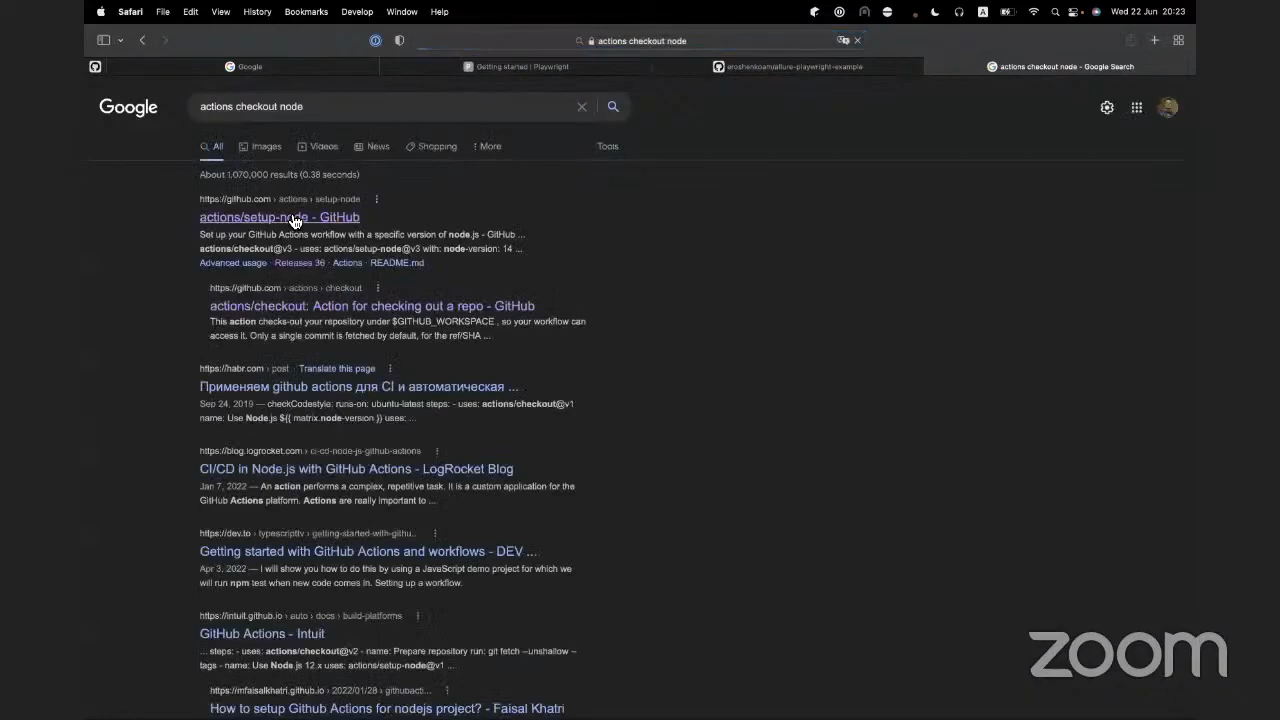 Safari File Edit View History Bookmarks Develop Window Help A Wed 22 Jun 20:23
actions checkout node
Google Getting started | Playwright eroshenkoam/allure-playwright-example actions checkout node - Google Search
Google actions checkout node
All Images Videos News Shopping More Tools
About 1,070,000 results (0.38 seconds)
https://github.com › actions › setup-node
actions/setup-node - GitHub
Set up your GitHub Actions workflow with a specific version of node.js - GitHub ...
actions/checkout@v3 - uses: actions/setup-node@v3 with: node-version: 14 ...
Advanced usage · Releases 36 · Actions · README.md
https://github.com › actions › checkout
actions/checkout: Action for checking out a repo - GitHub
This action checks-out your repository under $GITHUB_WORKSPACE , so your workflow can
access it. Only a single commit is fetched by default, for the ref/SHA ...
https://habr.com › post · Translate this page
Применяем github actions для CI и автоматическая ...
Sep 24, 2019 — checkCodestyle: runs-on: ubuntu-latest steps: - uses: actions/checkout@v1
name: Use Node.js ${{ matrix.node-version }} uses: ...
https://blog.logrocket.com › ci-cd-node-js-github-actions
CI/CD in Node.js with GitHub Actions - LogRocket Blog
Jan 7, 2022 — An action performs a complex, repetitive task. It is a custom application for the
GitHub Actions platform. Actions are really important to ...
https://dev.to › typescripttv › getting-started-with-githu...
Getting started with GitHub Actions and workflows - DEV ...
Apr 3, 2022 — I will show you how to do this by using a JavaScript demo project for which we
will run npm test when new code comes in. Setting up a workflow.
https://intuit.github.io › auto › docs › build-platforms
GitHub Actions - Intuit
... steps: - uses: actions/checkout@v2 - name: Prepare repository run: git fetch --unshallow --
tags - name: Use Node.js 12.x uses: actions/setup-node@v1 ...
https://mfaisalkhatri.github.io › 2022/01/28 › githubacti...
How to setup Github Actions for nodejs project? - Faisal Khatri
zoom